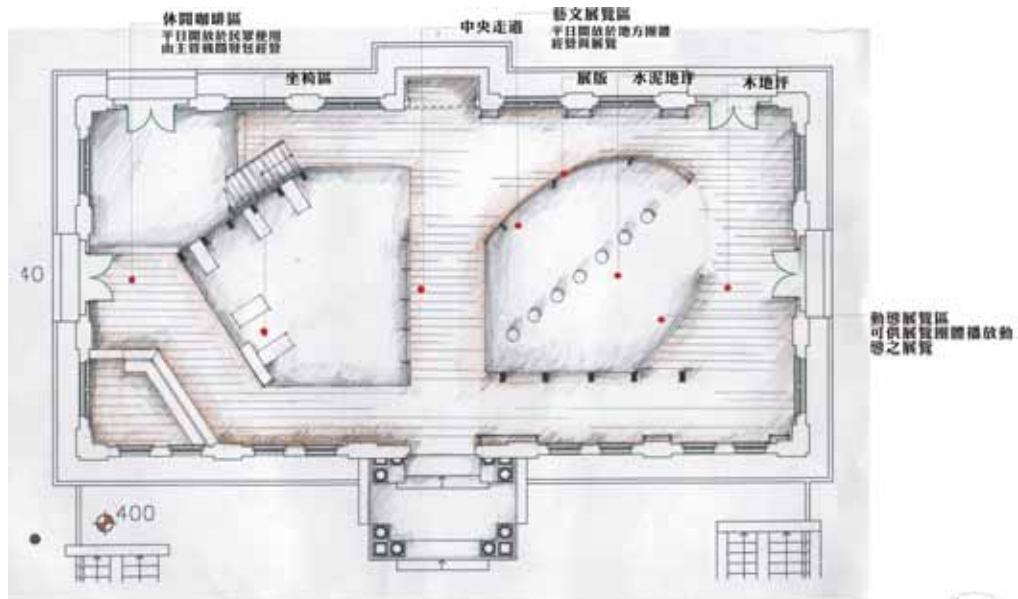 休閒咖啡區
平日開放於民眾使用
由主管機關發包經營
中央走道
藝文展覽區
平日開放於地方團體
經營與展覽
坐椅區
展版
水泥地坪
木地坪
40
動態展覽區
可供展覽團體播放動
態之展覽
400